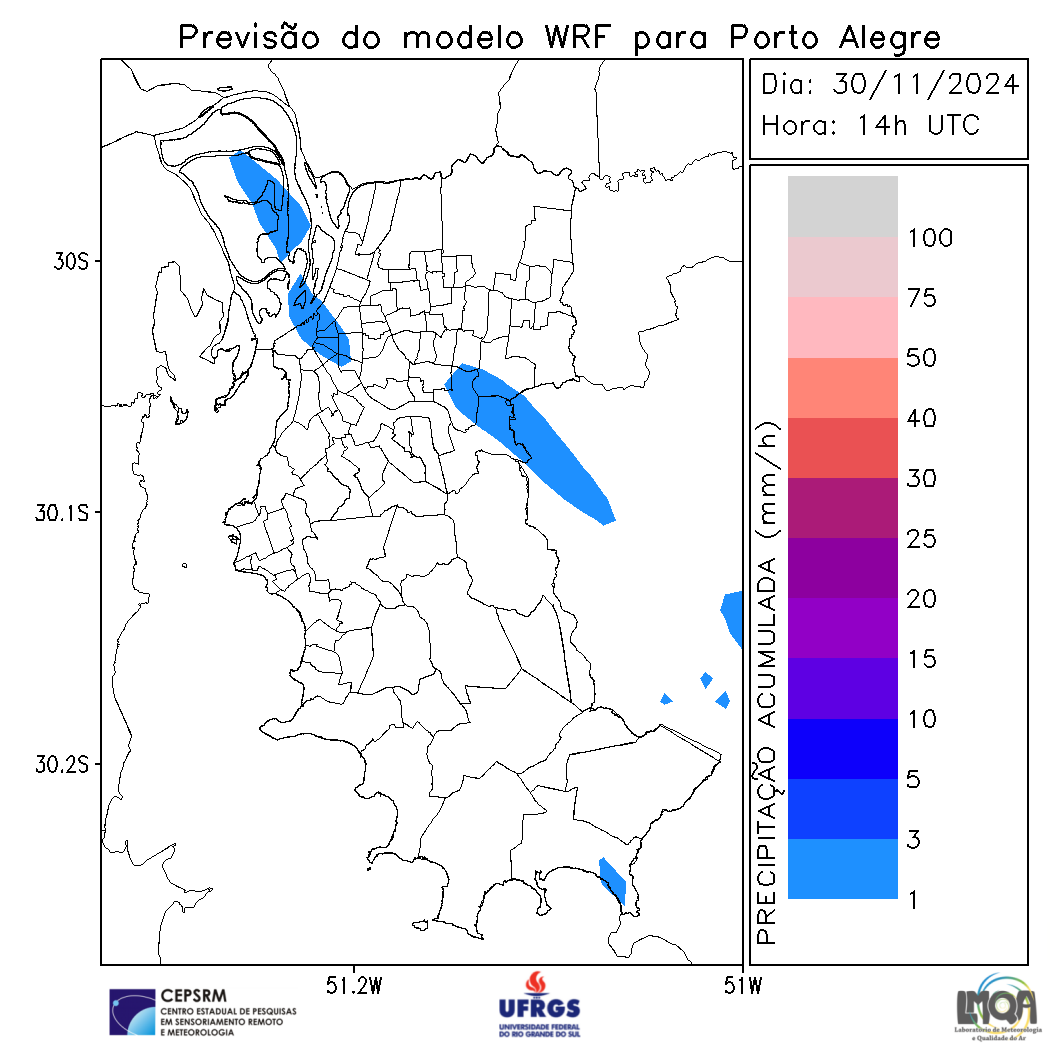 Previsão do modelo WRF para Porto Alegre
Dia: 30/11/2024
Hora: 14h UTC
30S
30.1S
30.2S
51.2W
51W
PRECIPITAÇÃO ACUMULADA (mm/h)
100
75
50
40
30
25
20
15
10
5
3
1
CEPSRM
CENTRO ESTADUAL DE PESQUISAS
EM SENSORIAMENTO REMOTO
E METEOROLOGIA
UFRGS
UNIVERSIDADE FEDERAL
DO RIO GRANDE DO SUL
LMQA
Laboratório de Meteorologia
e Qualidade do Ar